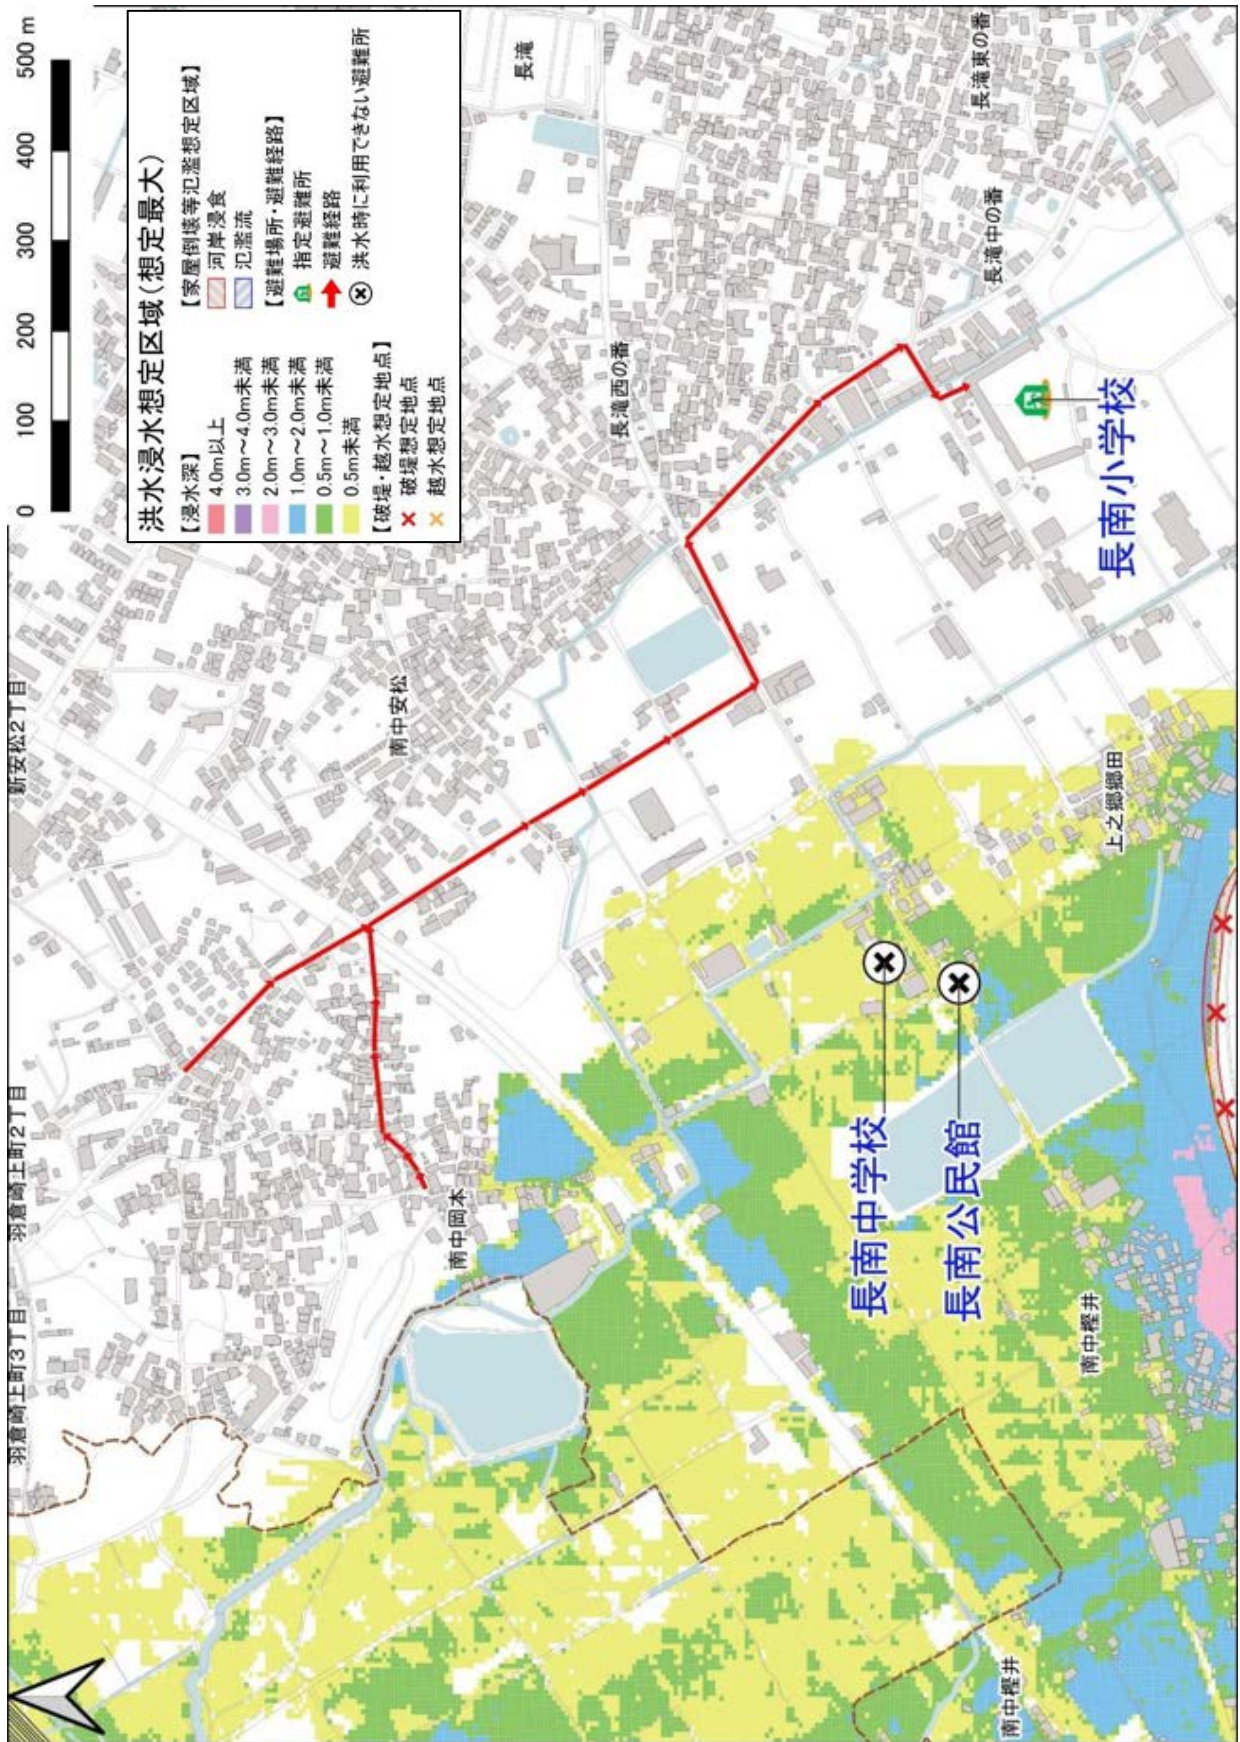 0 100 200 300 400 500 m
洪水浸水想定区域(想定最大)
【浸水深】
4.0m以上
3.0m~4.0m未満
2.0m~3.0m未満
1.0m~2.0m未満
0.5m~1.0m未満
0.5m未満
【破堤・越水想定地点】
破堤想定地点
越水想定地点
【家屋倒壊等氾濫想定区域】
河岸浸食
氾濫流
【避難場所・避難経路】
指定避難所
避難経路
洪水時に利用できない避難所
羽倉崎上町3丁目
羽倉崎上町2丁目
新安松2丁目
南中安松
長滝
南中岡本
長滝西の番
長滝東の番
長滝中の番
長南中学校
長南公民館
長南小学校
上之郷郷田
南中樫井
南中樫井